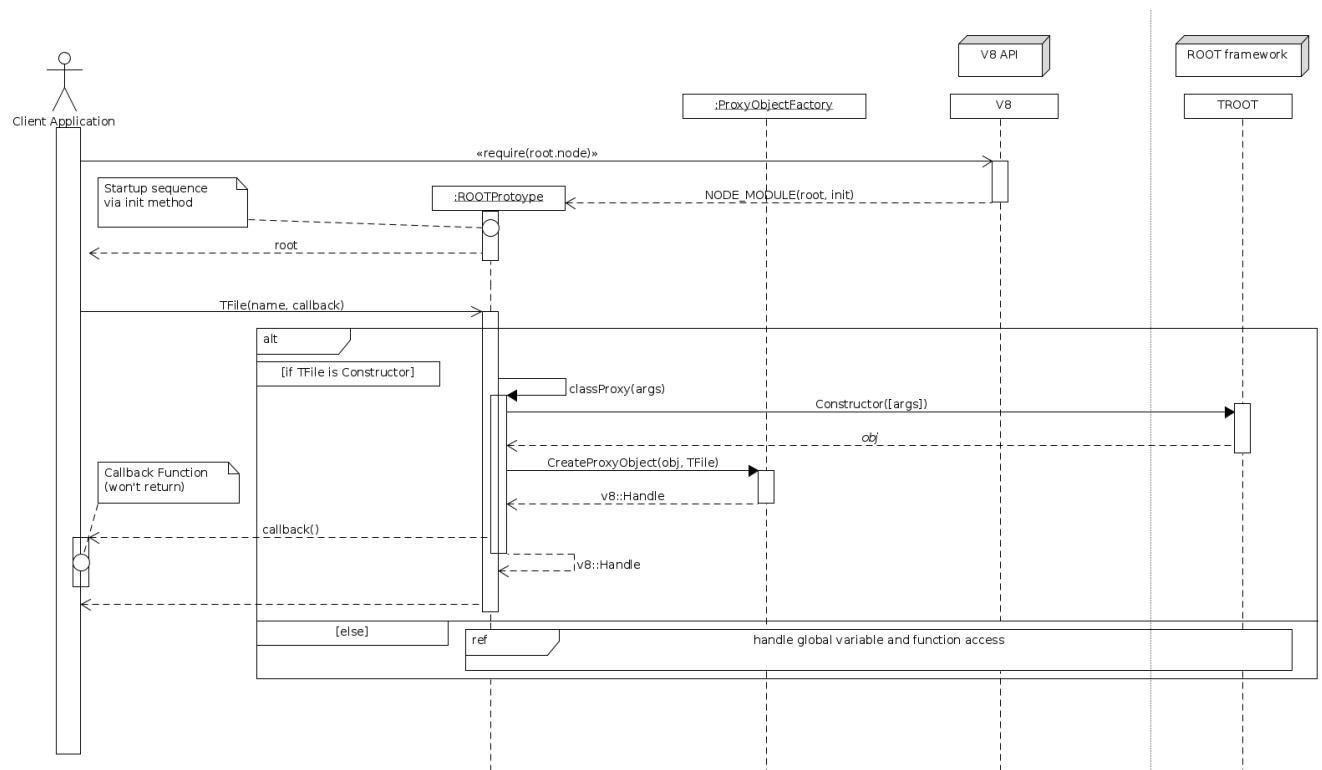 V8 API
ROOT framework
:ProxyObjectFactory
V8
TROOT
Client Application
«require(root.node)»
Startup sequence
via init method
:ROOTProtoype
NODE_MODULE(root, init)
root
TFile(name, callback)
alt
[if TFile is Constructor]
classProxy(args)
Constructor([args])
obj
CreateProxyObject(obj, TFile)
Callback Function
(won't return)
v8::Handle
callback()
v8::Handle
[else]
ref
handle global variable and function access